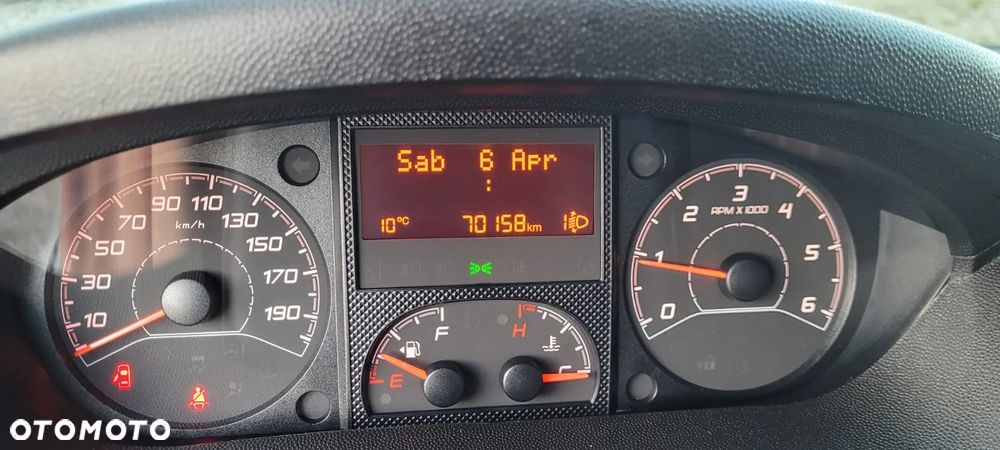 Sab 6 Apr
:
10°C 70158km 1
10 30 50 70 90 110 130 150 170 190
km/h
E F
H C
0 1 2 3 4 5 6
RPM X 1000
OTOMOTO